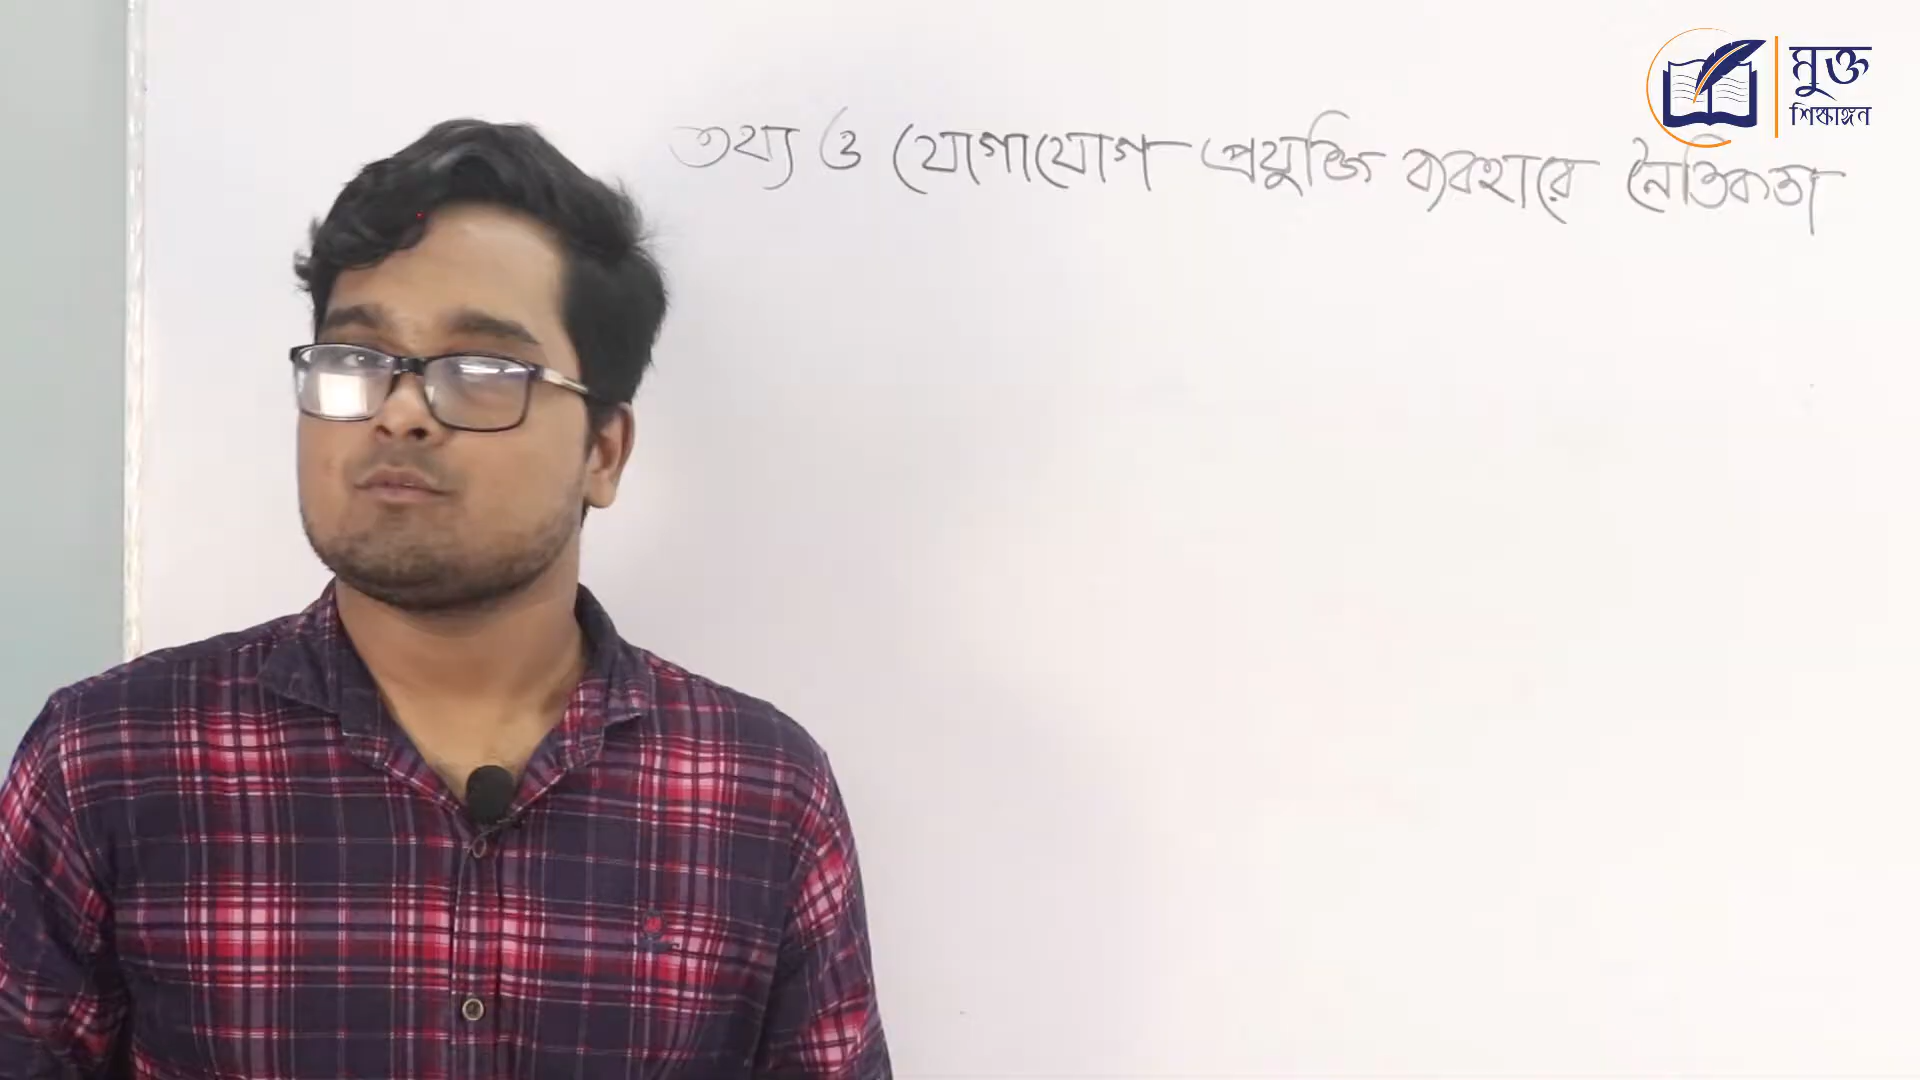 তথ্য ও যোগাযোগ প্রযুক্তি ব্যবহারে নৈতিকতা
মুক্ত
শিক্ষাঙ্গন